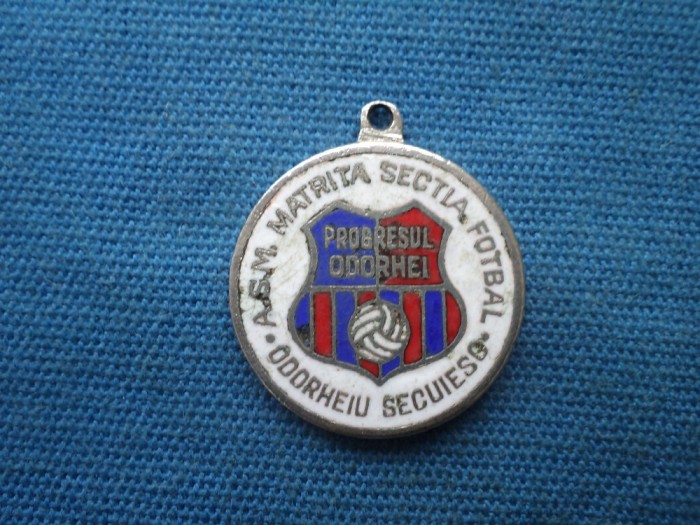 A.S.M. MATRITA SECTIA FOTBAL
PROGRESUL
ODORHEI
• ODORHEIU SECUIESC •